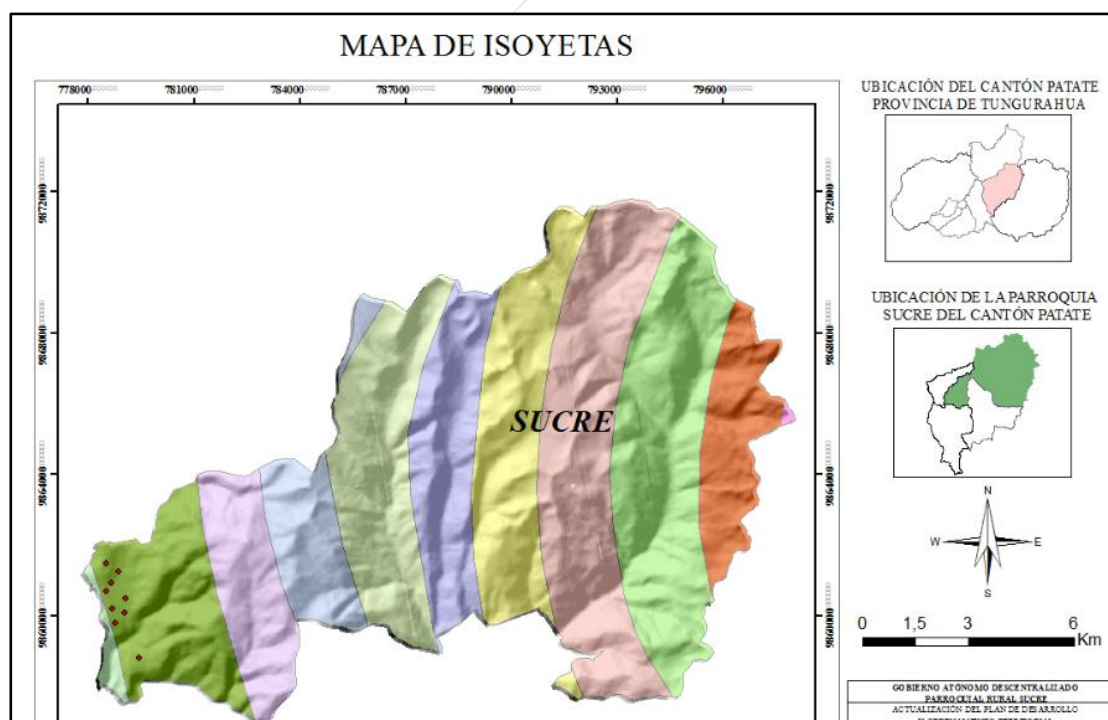 MAPA DE ISOYETAS
778000 781000 784000 787000 790000 793000 796000
9872000 9872000
9868000 9868000
9864000 9864000
9860000 9860000
SUCRE
UBICACIÓN DEL CANTÓN PATATE
PROVINCIA DE TUNGURAHUA
UBICACIÓN DE LA PARROQUIA
SUCRE DEL CANTÓN PATATE
N
W E
S
0 1,5 3 6
Km
GOBIERNO ATÓNOMO DESCENTRALIZADO
PARROQUIAL RURAL SUCRE
ACTUALIZACIÓN DEL PLAN DE DESARROLLO